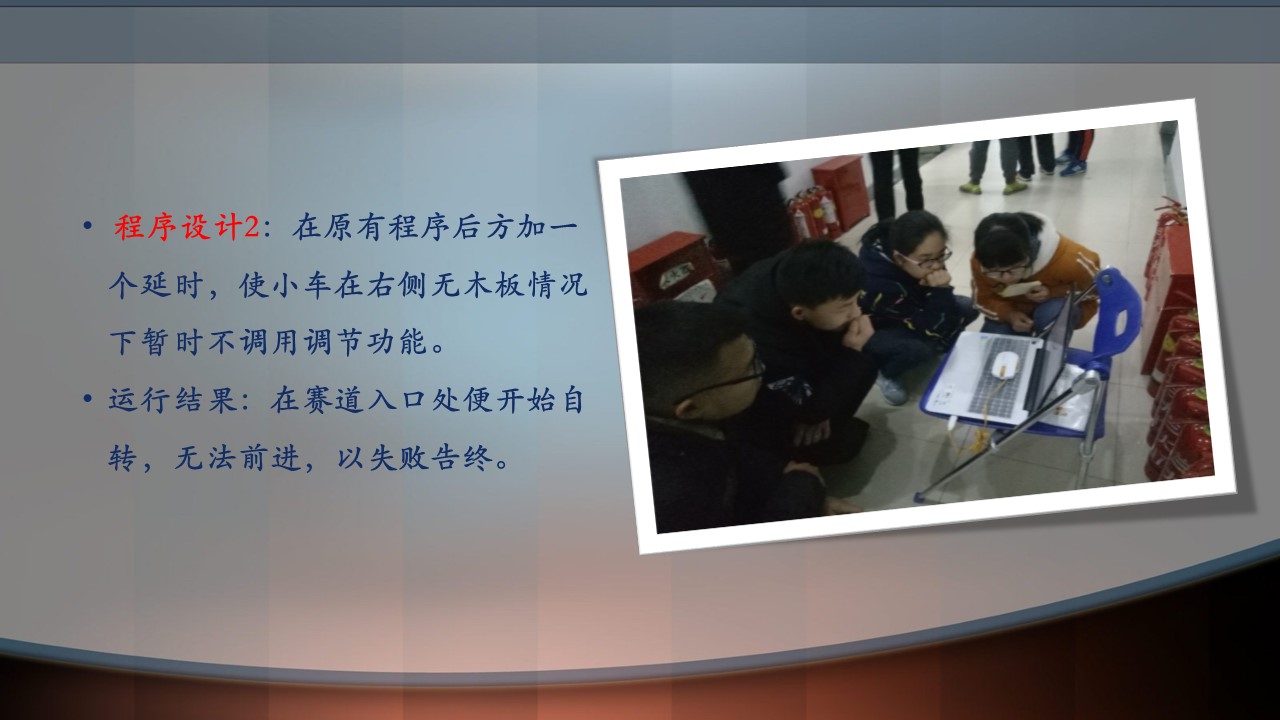 • 程序设计2：在原有程序后方加一
个延时，使小车在右侧无木板情况
下暂时不调用调节功能。
• 运行结果：在赛道入口处便开始自
转，无法前进，以失败告终。